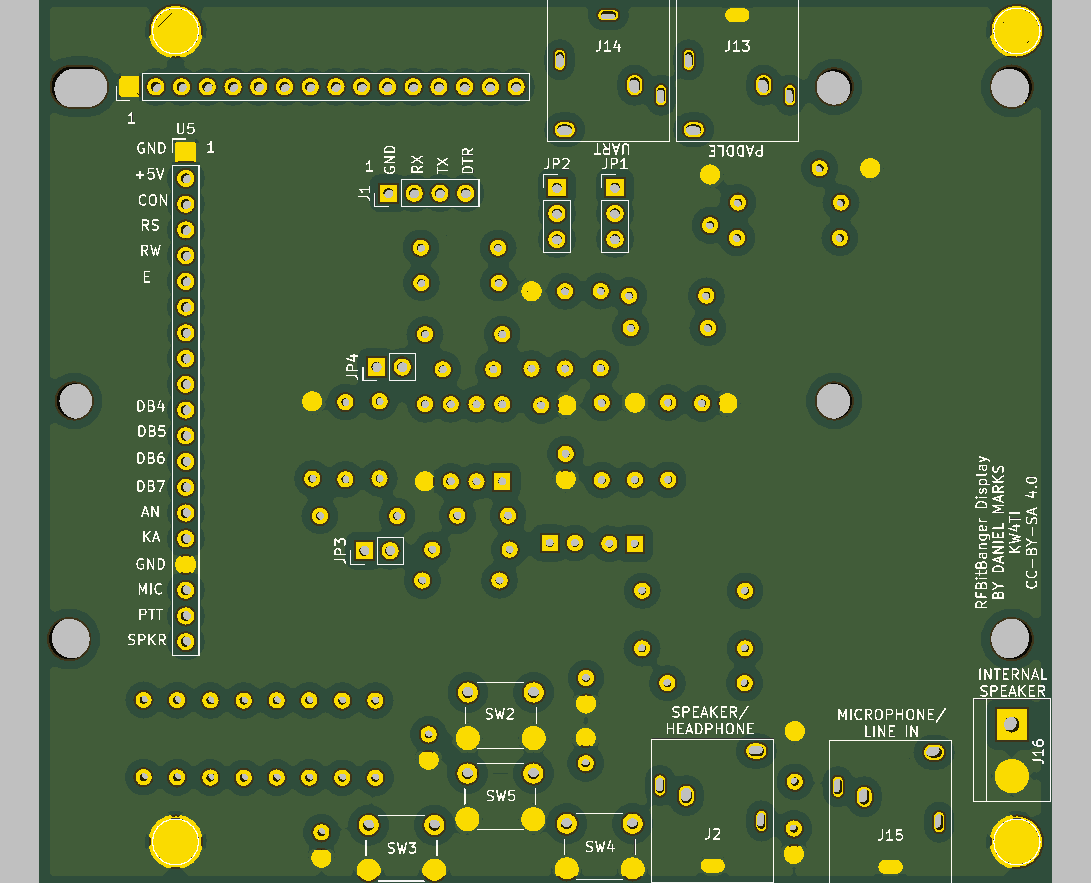 J14
J13
1
U5
UART
PADDLE
GND
1
+5V
CON
RS
RW
E
DB4
DB5
DB6
DB7
AN
KA
GND
MIC
PTT
SPKR
J1
1
GND
RX
TX
DTR
JP2
JP1
JP4
JP3
RFBitBanger Display
BY DANIEL MARKS
KW4TI
CC-BY-SA 4.0
INTERNAL
SPEAKER
J16
SW2
SW5
SW3
SW4
SPEAKER/
HEADPHONE
J2
MICROPHONE/
LINE IN
J15